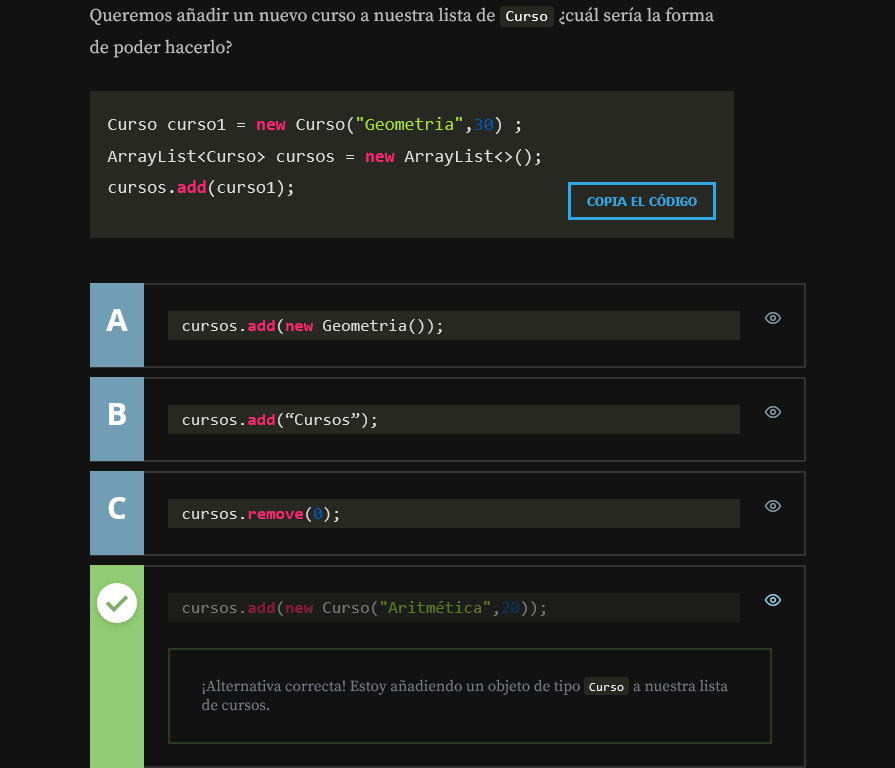 Queremos añadir un nuevo curso a nuestra lista de Curso ¿cuál sería la forma
de poder hacerlo?
Curso curso1 = new Curso("Geometria",30) ;
ArrayList<Curso> cursos = new ArrayList<>();
cursos.add(curso1);
COPIA EL CÓDIGO
A
cursos.add(new Geometria());
B
cursos.add(“Cursos”);
C
cursos.remove(0);
cursos.add(new Curso("Aritmética",20));
¡Alternativa correcta! Estoy añadiendo un objeto de tipo Curso a nuestra lista
de cursos.